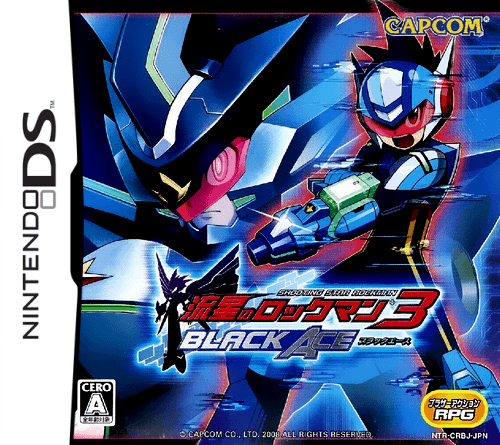 NINTENDO DS™
CAPCOM
SHOOTING STAR ROCKMAN
流星のロックマン3
BLACK ACE
ブラックエース
CERO
A
全年齢対象
ブラザーアクション
RPG
© CAPCOM CO., LTD. 2008 ALL RIGHTS RESERVED.
NTR-CRBJ-JPN